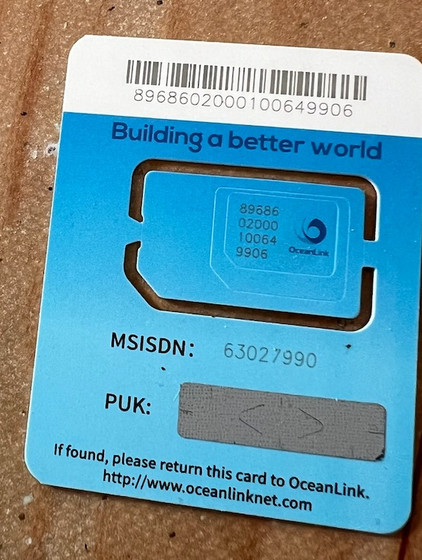 8968602000100649906
Building a better world
89686
02000
10064
9906
OceanLink
MSISDN: 63027990
PUK:
If found, please return this card to OceanLink.
http://www.oceanlinknet.com